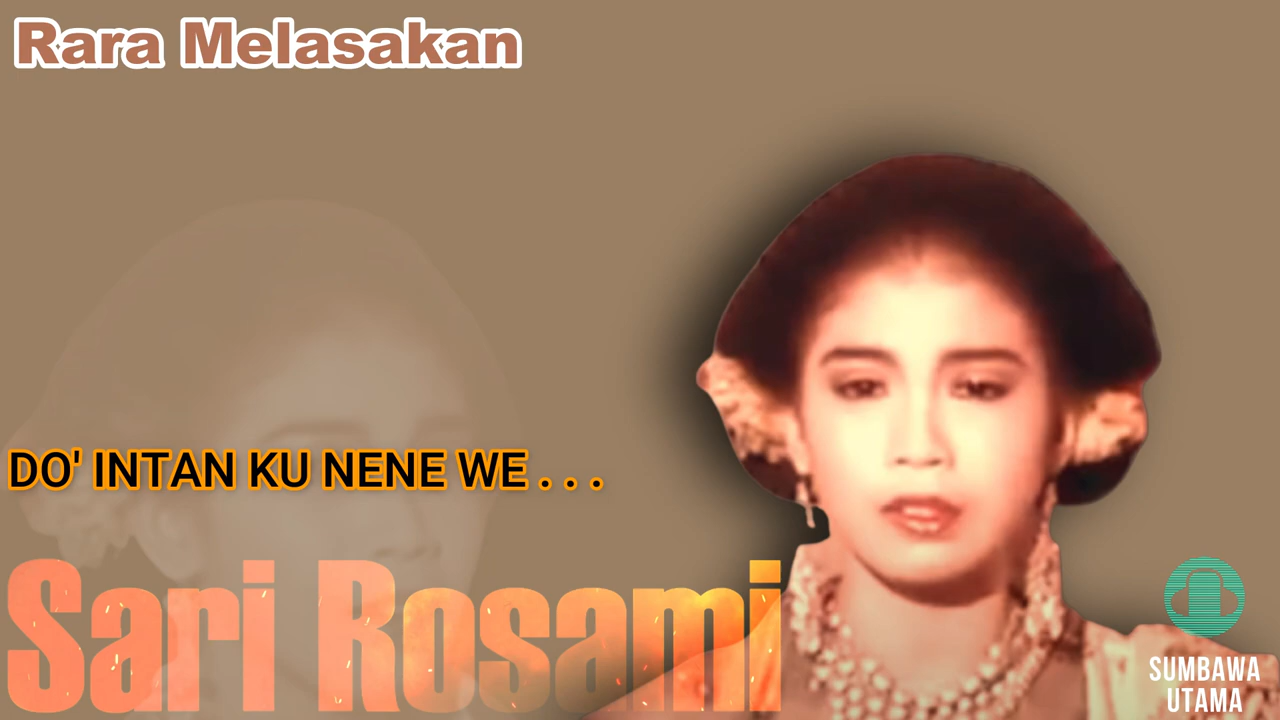 Rara Melasakan
DO' INTAN KU NENE WE . . .
Sari Rosami
SUMBAWA
UTAMA